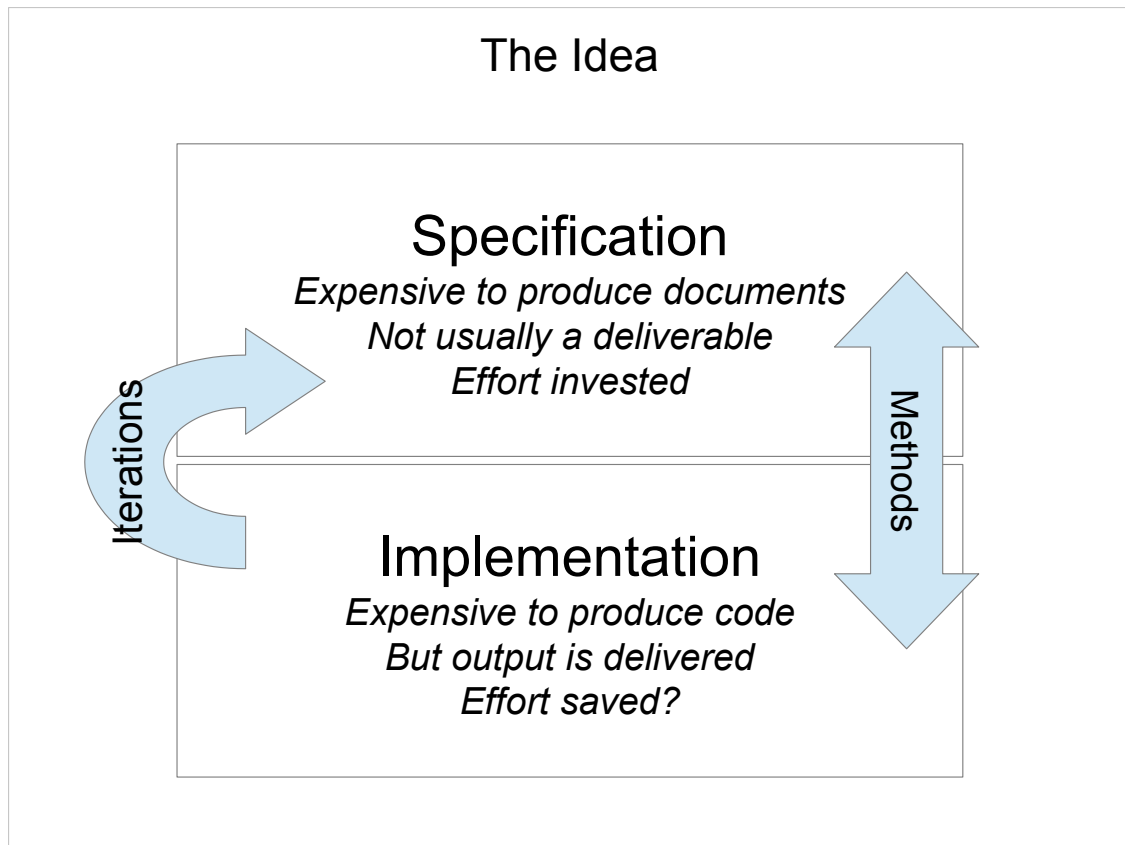 The Idea
Specification
Expensive to produce documents
Not usually a deliverable
Effort invested
Iterations
Methods
Implementation
Expensive to produce code
But output is delivered
Effort saved?